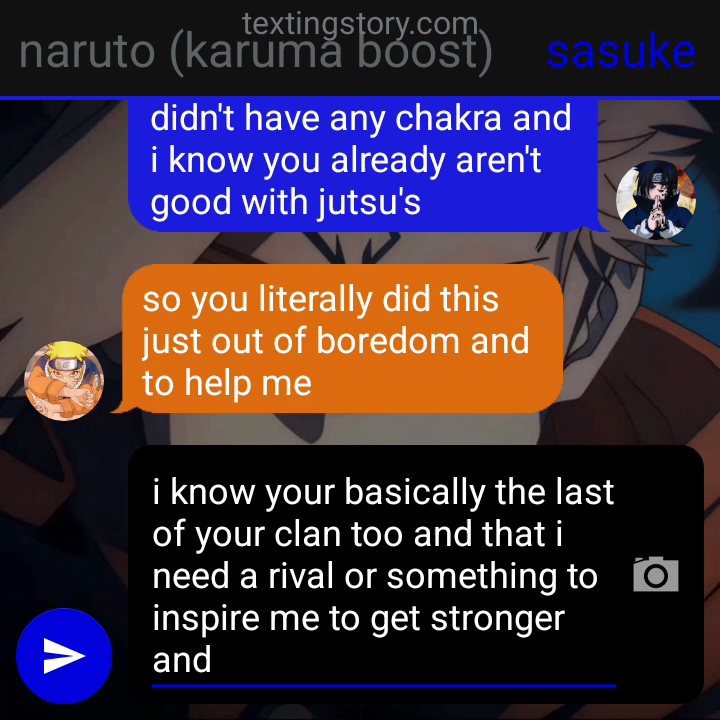 textingstory.com
naruto (karuma boost) sasuke
didn't have any chakra and
i know you already aren't
good with jutsu's
so you literally did this
just out of boredom and
to help me
i know your basically the last
of your clan too and that i
need a rival or something to
inspire me to get stronger
and